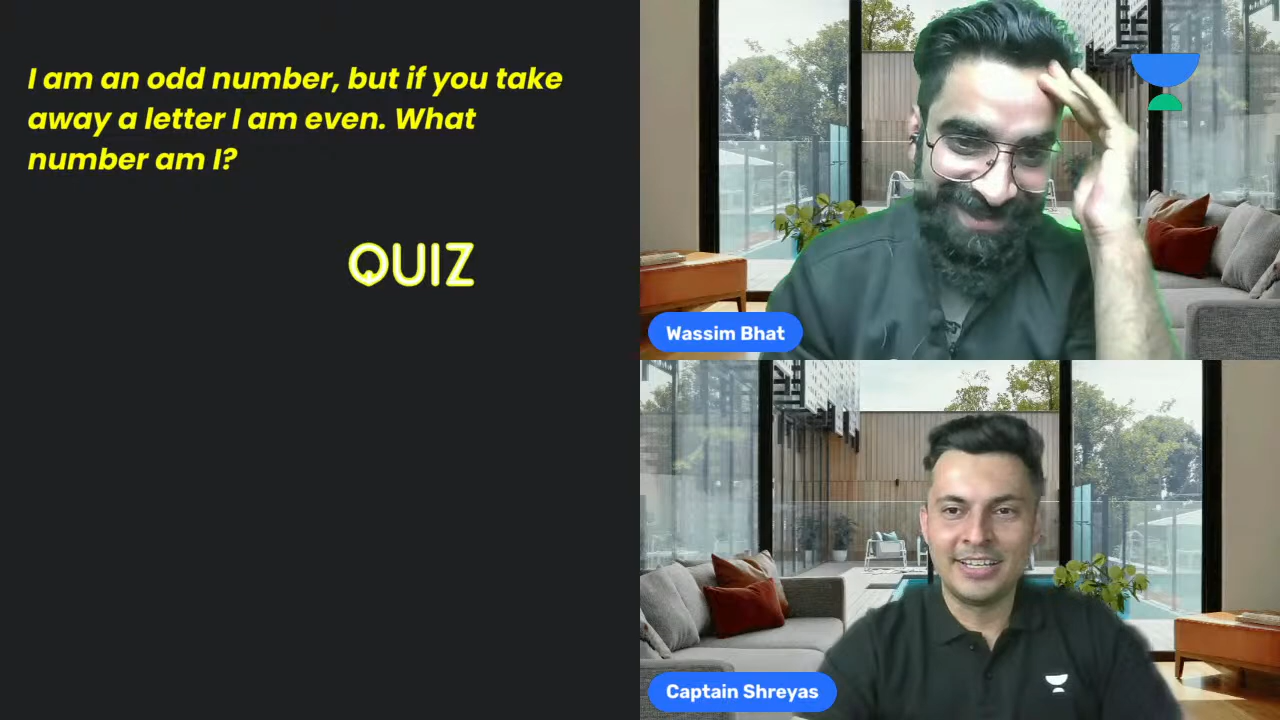 I am an odd number, but if you take
away a letter I am even. What
number am I?
QUIZ
Wassim Bhat
Captain Shreyas